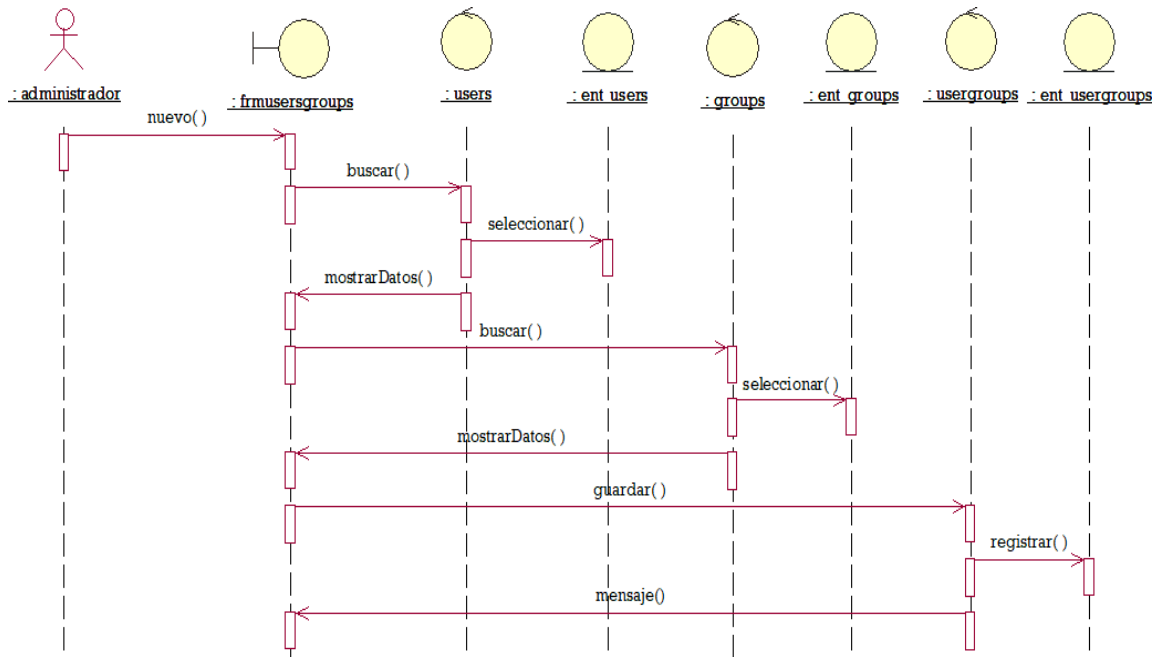 : administrador
: frmusersgroups
: users
: ent users
: groups
: ent groups
: usergroups
: ent usergroups
nuevo( )
buscar( )
seleccionar( )
mostrarDatos( )
buscar( )
seleccionar( )
mostrarDatos( )
guardar( )
registrar( )
mensaje()